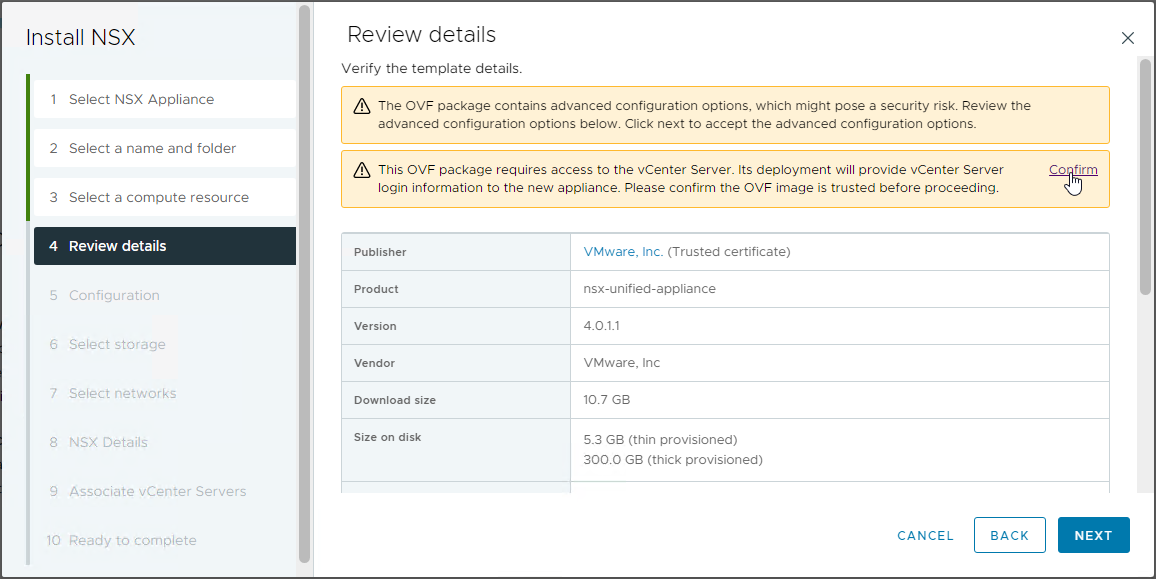 Install NSX
1 Select NSX Appliance
2 Select a name and folder
3 Select a compute resource
4 Review details
5 Configuration
6 Select storage
7 Select networks
8 NSX Details
9 Associate vCenter Servers
10 Ready to complete
Review details
Verify the template details.
The OVF package contains advanced configuration options, which might pose a security risk. Review the
advanced configuration options below. Click next to accept the advanced configuration options.
This OVF package requires access to the vCenter Server. Its deployment will provide vCenter Server
login information to the new appliance. Please confirm the OVF image is trusted before proceeding.
Confirm
Publisher VMware, Inc. (Trusted certificate)
Product nsx-unified-appliance
Version 4.0.1.1
Vendor VMware, Inc
Download size 10.7 GB
Size on disk 5.3 GB (thin provisioned)
300.0 GB (thick provisioned)
CANCEL BACK NEXT